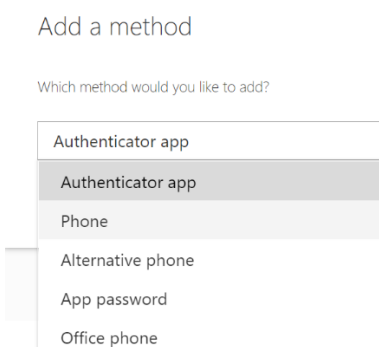 Add a method
Which method would you like to add?
Authenticator app
Authenticator app
Phone
Alternative phone
App password
Office phone